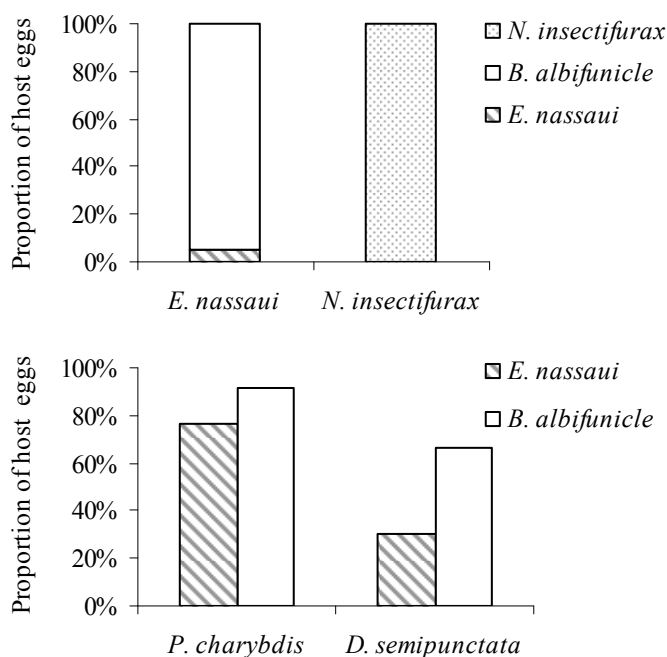 Proportion of host eggs
100%
80%
60%
40%
20%
0%
E. nassaui
N. insectifurax
N. insectifurax
B. albifunicle
E. nassaui
Proportion of host eggs
100%
80%
60%
40%
20%
0%
P. charybdis
D. semipunctata
E. nassaui
B. albifunicle